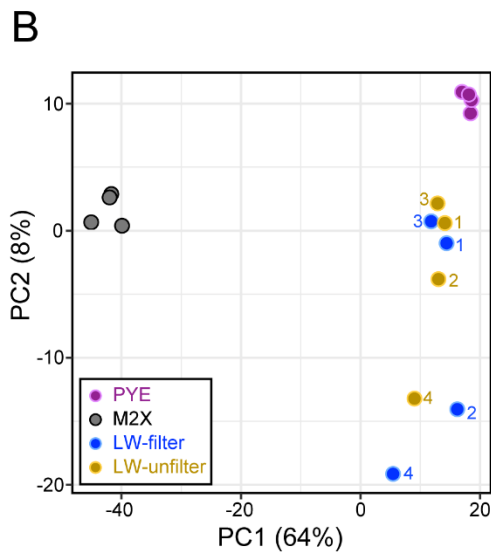 B
10
0
-10
-20
PC2 (8%)
3
3
1
1
2
4
2
4
PYE
M2X
LW-filter
LW-unfilter
-40
-20
0
20
PC1 (64%)